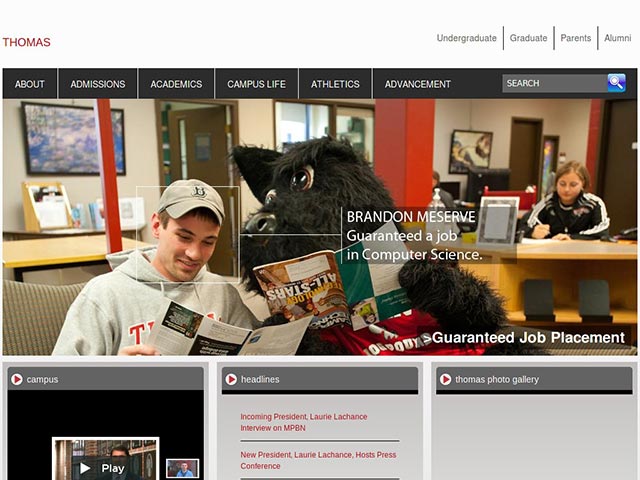 THOMAS
Undergraduate
Graduate
Parents
Alumni
ABOUT
ADMISSIONS
ACADEMICS
CAMPUS LIFE
ATHLETICS
ADVANCEMENT
SEARCH
BRANDON MESERVE
Guaranteed a job
in Computer Science.
TECHNOLOGY
ALL-STARS
>Guaranteed Job Placement
campus
headlines
thomas photo gallery
Incoming President, Laurie Lachance
Interview on MPBN
New President, Laurie Lachance, Hosts Press
Conference
Play